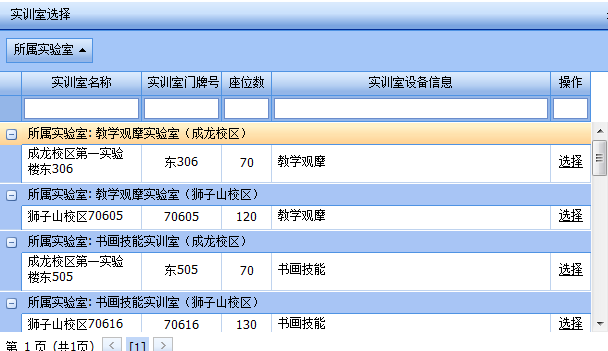 实训室选择
所属实验室
实训室名称 实训室门牌号 座位数 实训室设备信息 操作
所属实验室: 教学观摩实验室（成龙校区）
成龙校区第一实验楼东306 东306 70 教学观摩 选择
所属实验室: 教学观摩实验室（狮子山校区）
狮子山校区70605 70605 120 教学观摩 选择
所属实验室: 书画技能实训室（成龙校区）
成龙校区第一实验楼东505 东505 70 书画技能 选择
所属实验室: 书画技能实训室（狮子山校区）
狮子山校区70616 70616 130 书画技能 选择
第 1 页 (共1页) < [1] >